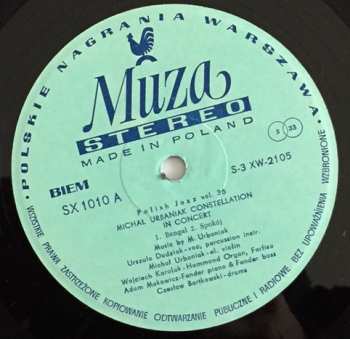 POLSKIE NAGRANIA WARSZAWA
Muza
STEREO
MADE IN POLAND
BIEM
SX 1010 A
S-3 XW-2105
33
Polish Jazz vol. 36
MICHAŁ URBANIAK CONSTELLATION
IN CONCERT
1. Bengal 2. Spokój
Music by M. Urbaniak
Urszula Dudziak-voc, percussion instr.
Michał Urbaniak-el. violin
Wojciech Karolak-Hammond Organ, Farfisa
Adam Makowicz-Fender piano & Fender bass
Czesław Bartkowski-drums
WSZELKIE PRAWA ZASTRZEŻONE KOPIOWANIE ODTWARZANIE PUBLICZNE I RADIOWE BEZ UPOWAŻNIENIA WZBRONIONE